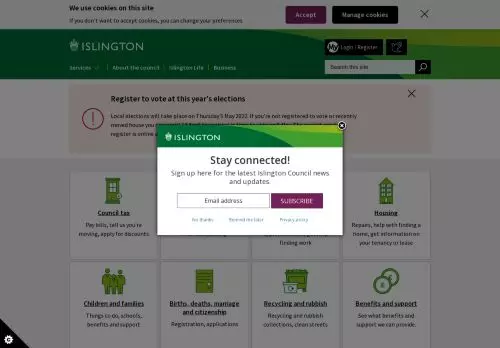 We use cookies on this site
If you don't want to accept cookies, you can change your preferences
Accept
Manage cookies
ISLINGTON
My Login / Register
Services
About the council
Islington Life
Business
Search this site
Register to vote at this year's elections
Local elections will take place on Thursday 5 May 2022. If you're not registered to vote or recently
moved house you
register is online a
ISLINGTON
Stay connected!
Sign up here for the latest Islington Council news
and updates.
Email address
SUBSCRIBE
No thanks
Remind me later
Privacy policy
Council tax
Pay bills, tell us you're
moving, apply for discounts
finding work
Housing
Repairs, help with finding a
home, get information on
your tenancy or lease
Children and families
Things to do, schools,
benefits and support
Births, deaths, marriage
and citizenship
Registration, applications
Recycling and rubbish
Recycling and rubbish
collections, clean streets
Benefits and support
See what benefits and
support we can provide.